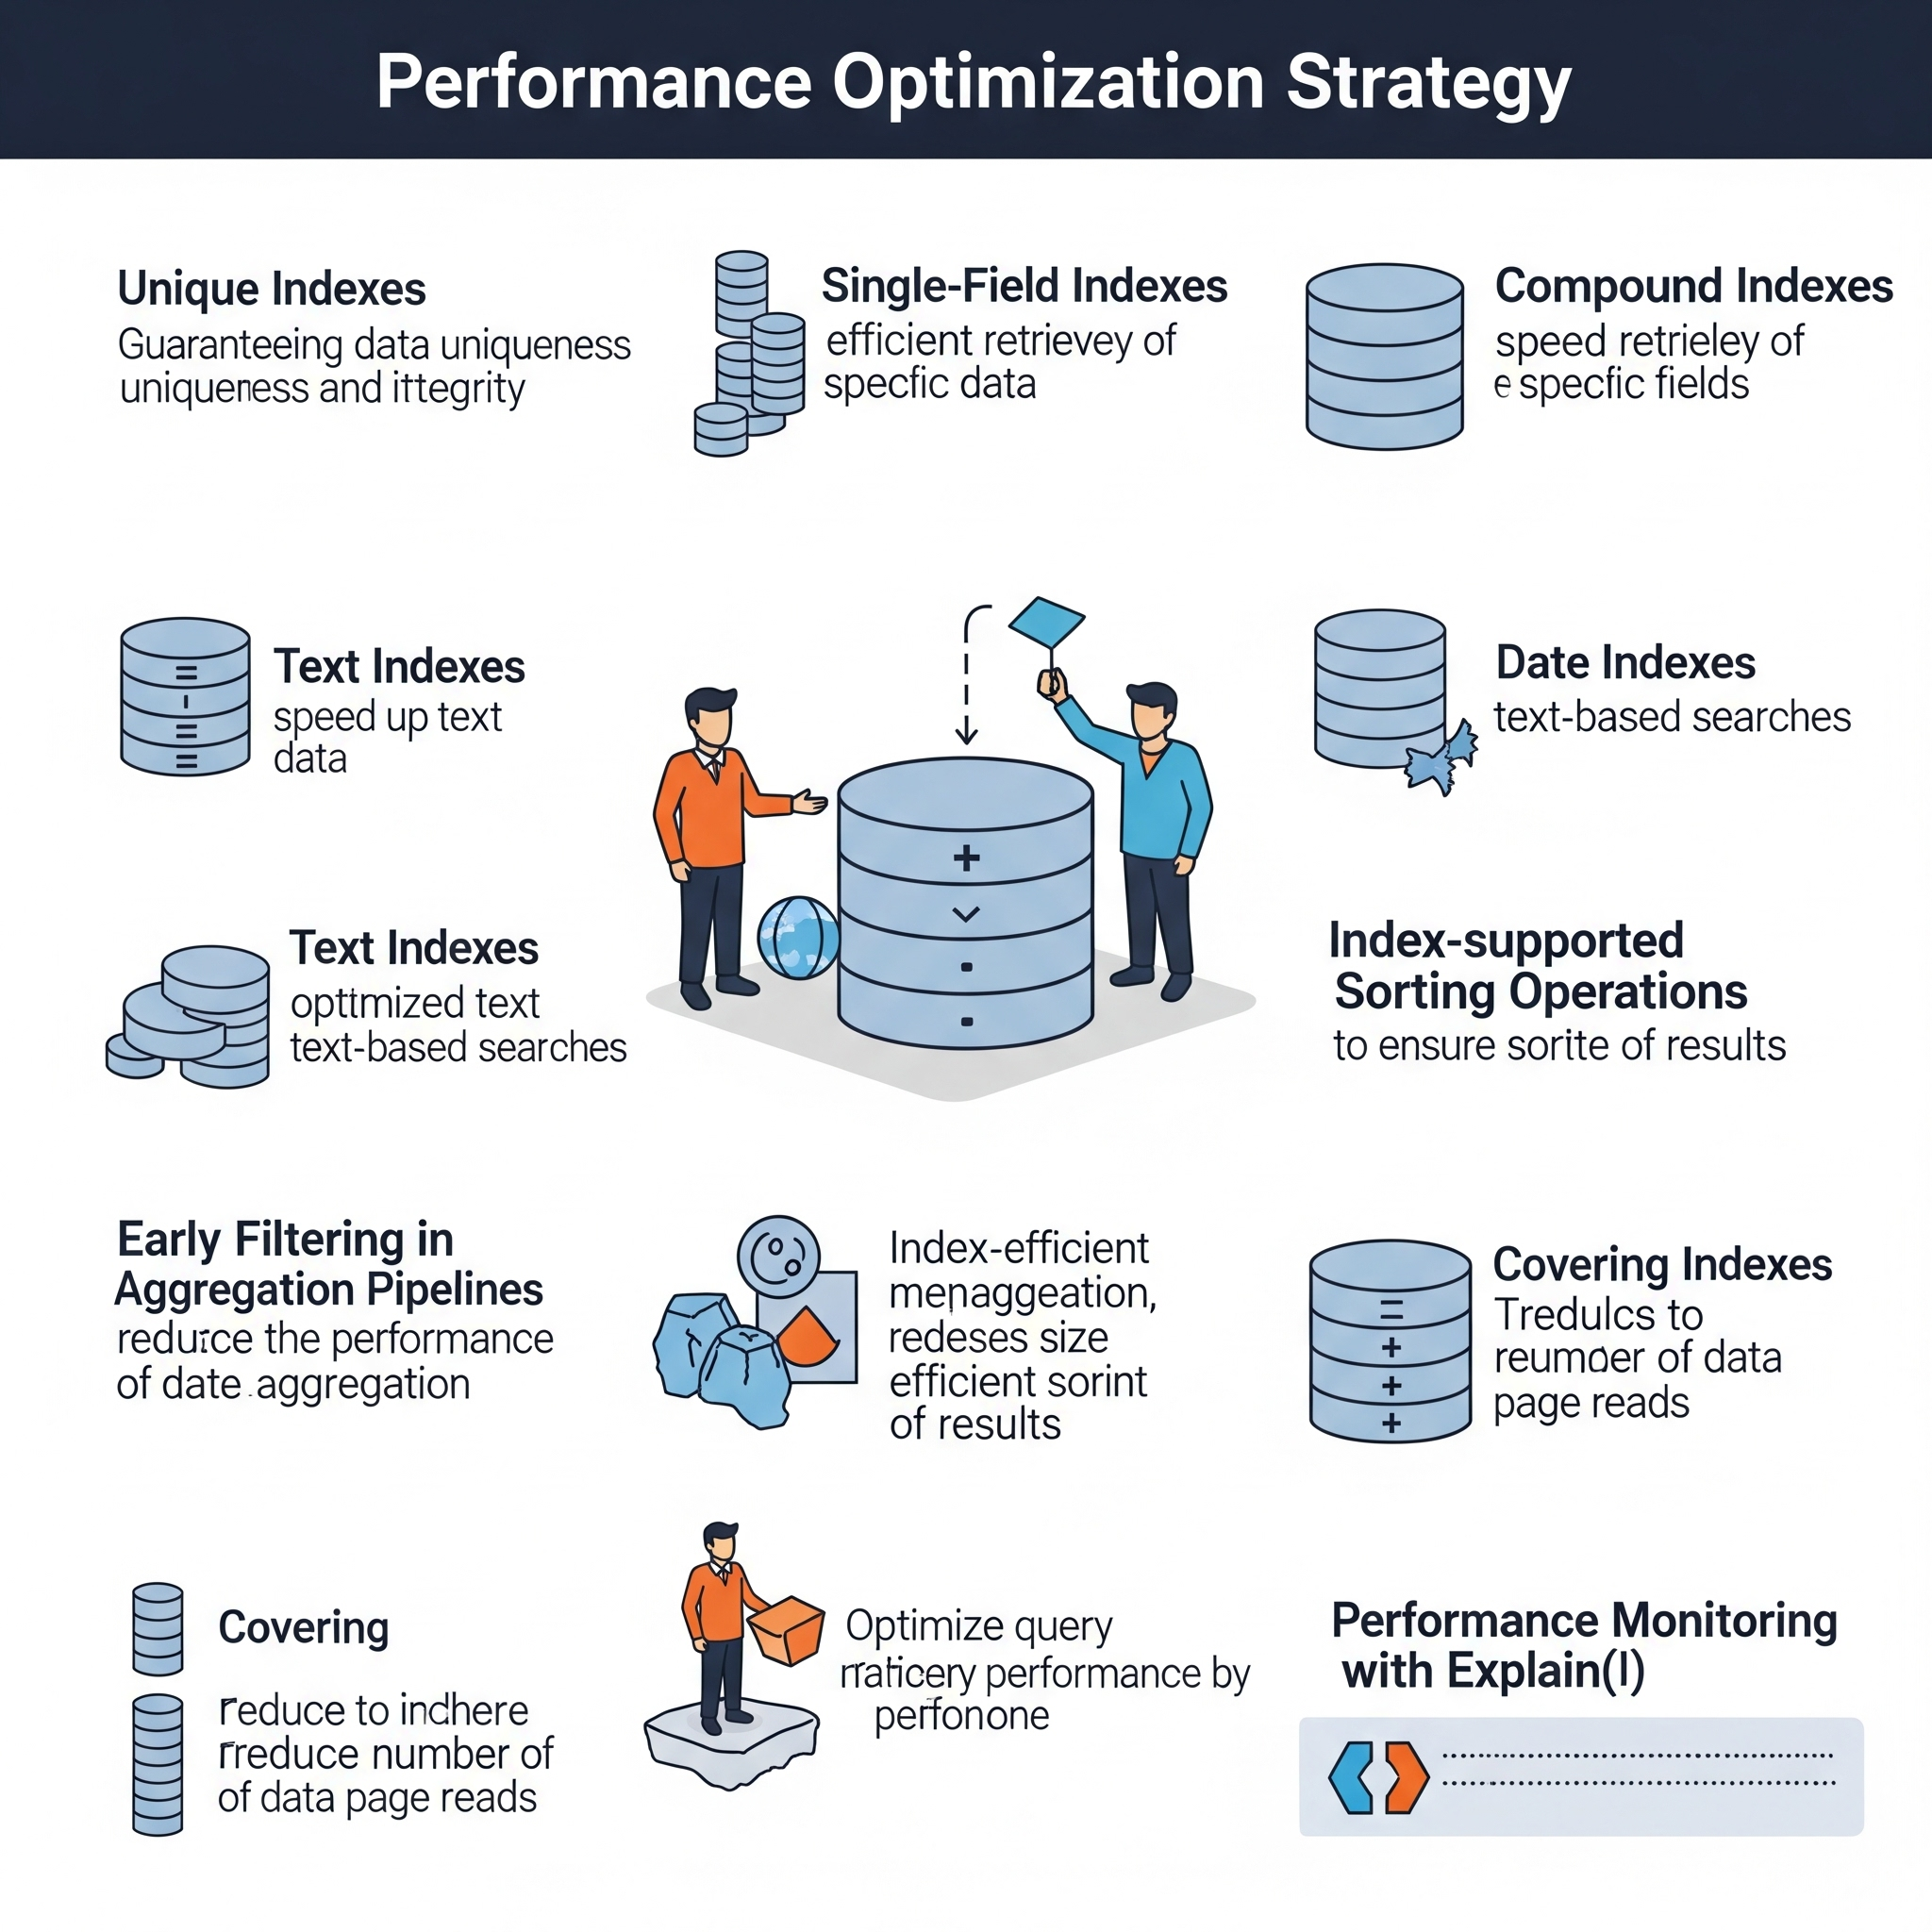 Performance Optimization Strategy
Unique Indexes
Guaranteeing data uniqueness
uniqueness and ittegrity
Single-Field Indexes
efficient retrievey of
specfic data
Compound Indexes
speed retrieley of
e specfic fields
Text Indexes
speed up text
data
Date Indexes
text-based searches
Text Indexes
opttmized text
text-based searches
Index-supported
Sorting Operations
to ensure sorite of results
Early Filtering in
Aggregation Pipelines
the performance
of date aggregation
Index-efficient
menaggeation,
redeses size
efficient sorint
of results
Covering Indexes
Tredulcs to
of data
page reads
Covering
reduce to indhere
rreduce number of
of data page reads
Optimize query
performance by
perfonone
Performance Monitoring
with Explain(I)